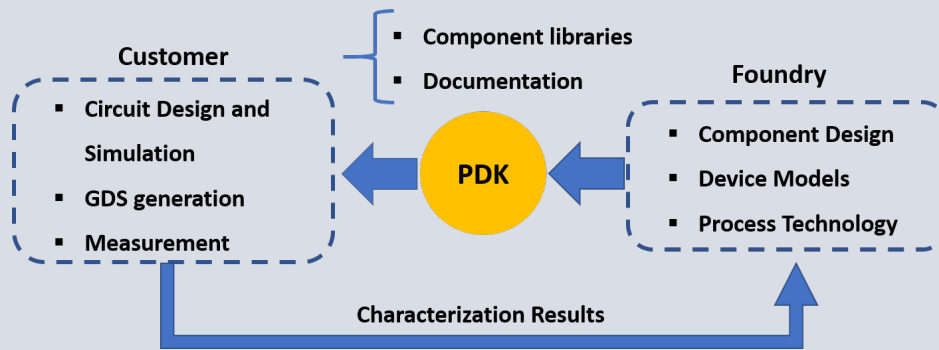 Customer
▪ Circuit Design and
Simulation
▪ GDS generation
▪ Measurement
▪ Component libraries
▪ Documentation
PDK
Foundry
▪ Component Design
▪ Device Models
▪ Process Technology
Characterization Results